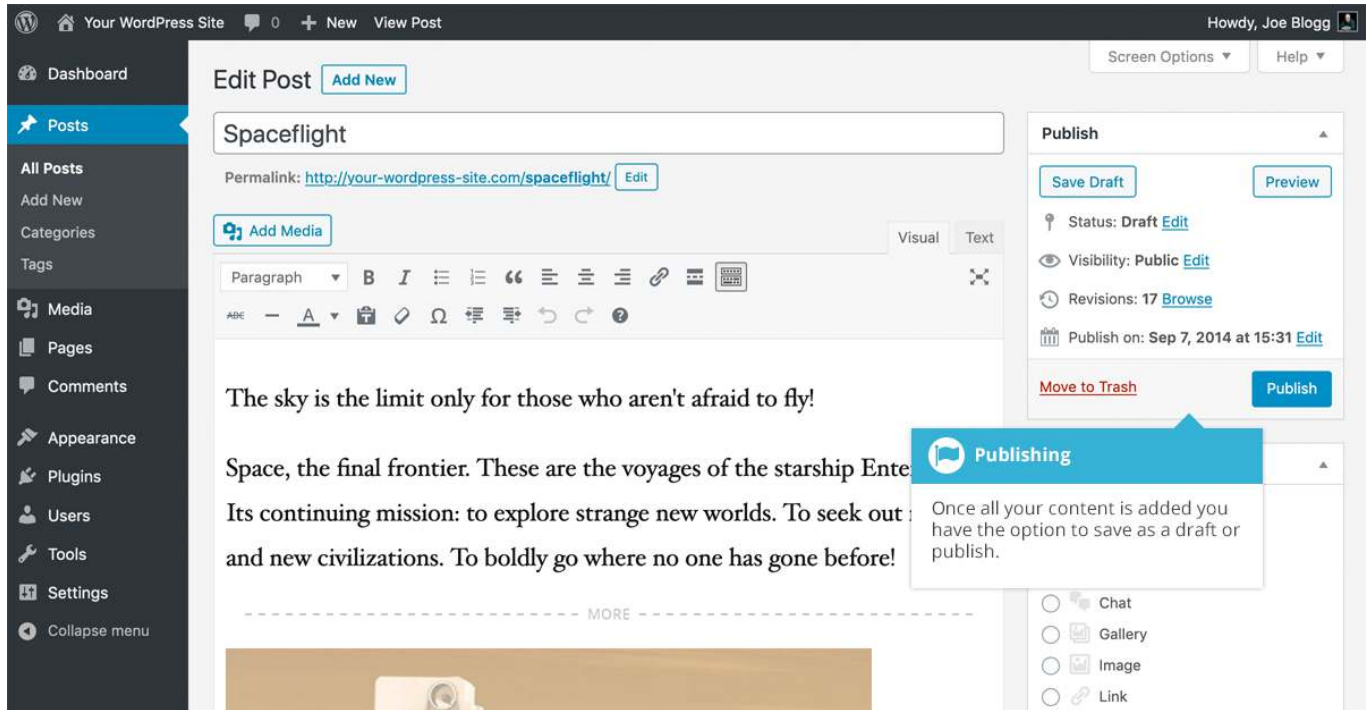 Your WordPress Site 0 + New View Post Howdy, Joe Blogg
Screen Options Help
Dashboard
Posts
All Posts
Add New
Categories
Tags
Media
Pages
Comments
Appearance
Plugins
Users
Tools
Settings
Collapse menu
Edit Post Add New
Spaceflight
Permalink: http://your-wordpress-site.com/spaceflight/ Edit
Add Media
Visual Text
Paragraph B I
ABC A Ω
The sky is the limit only for those who aren't afraid to fly!
Space, the final frontier. These are the voyages of the starship
Its continuing mission: to explore strange new worlds. To seek out
and new civilizations. To boldly go where no one has gone before!
MORE
Publish
Save Draft Preview
Status: Draft Edit
Visibility: Public Edit
Revisions: 17 Browse
Publish on: Sep 7, 2014 at 15:31 Edit
Move to Trash Publish
Publishing
Once all your content is added you
have the option to save as a draft or
publish.
Chat
Gallery
Image
Link